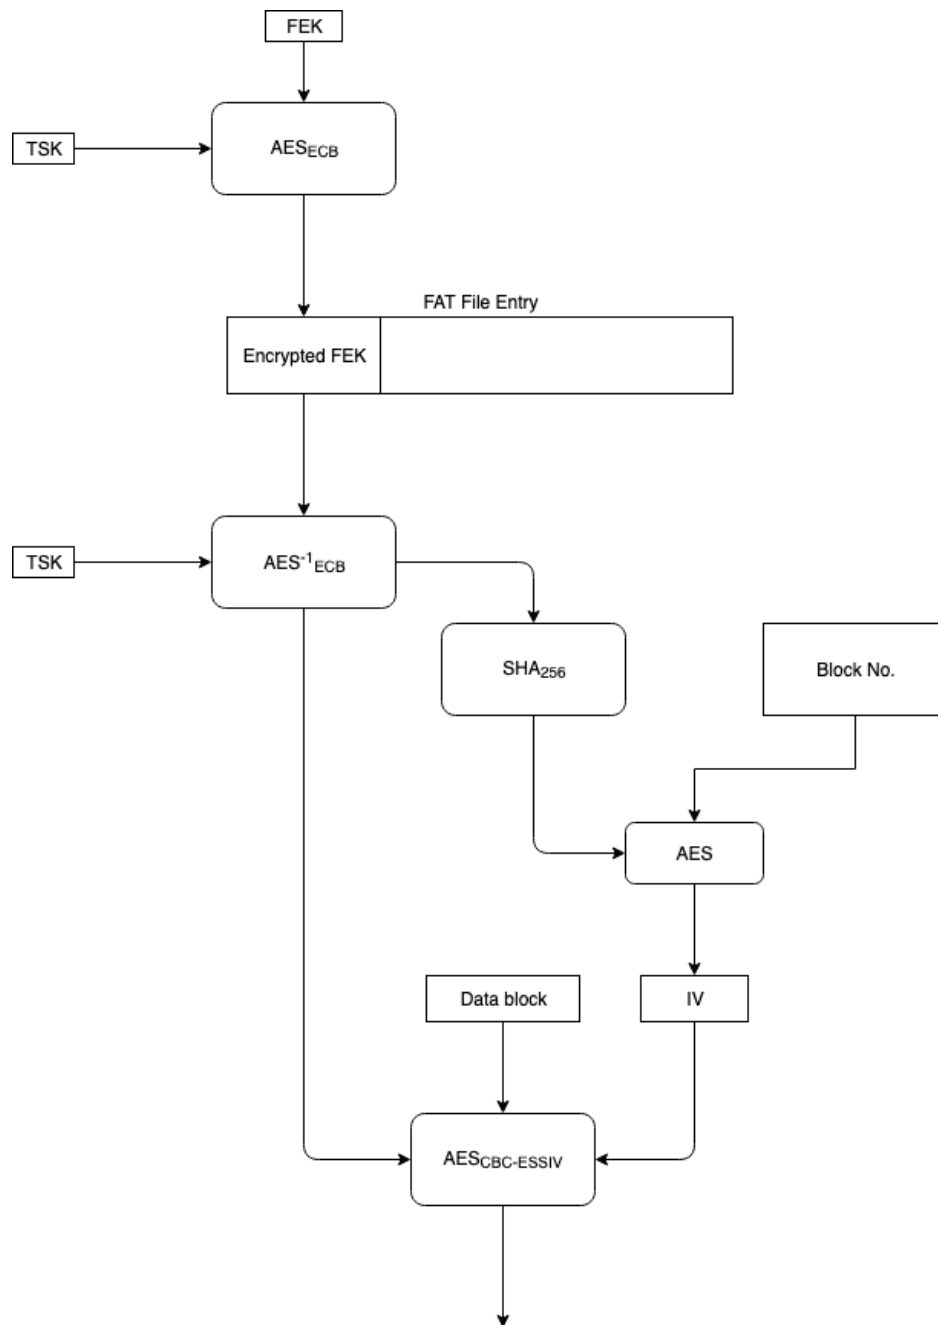 FEK
TSK
AES_ECB
FAT File Entry
Encrypted FEK
TSK
AES^-1_ECB
SHA_256
Block No.
AES
Data block
IV
AES_CBC-ESSIV